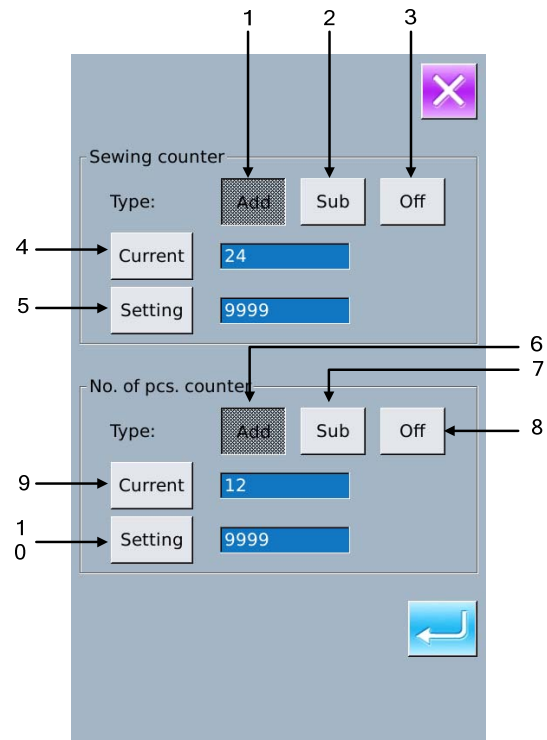 1 2 3
Sewing counter
Type: Add Sub Off
4 Current 24
5 Setting 9999
6
No. of pcs. counter 7
Type: Add Sub Off 8
9 Current 12
1
0 Setting 9999